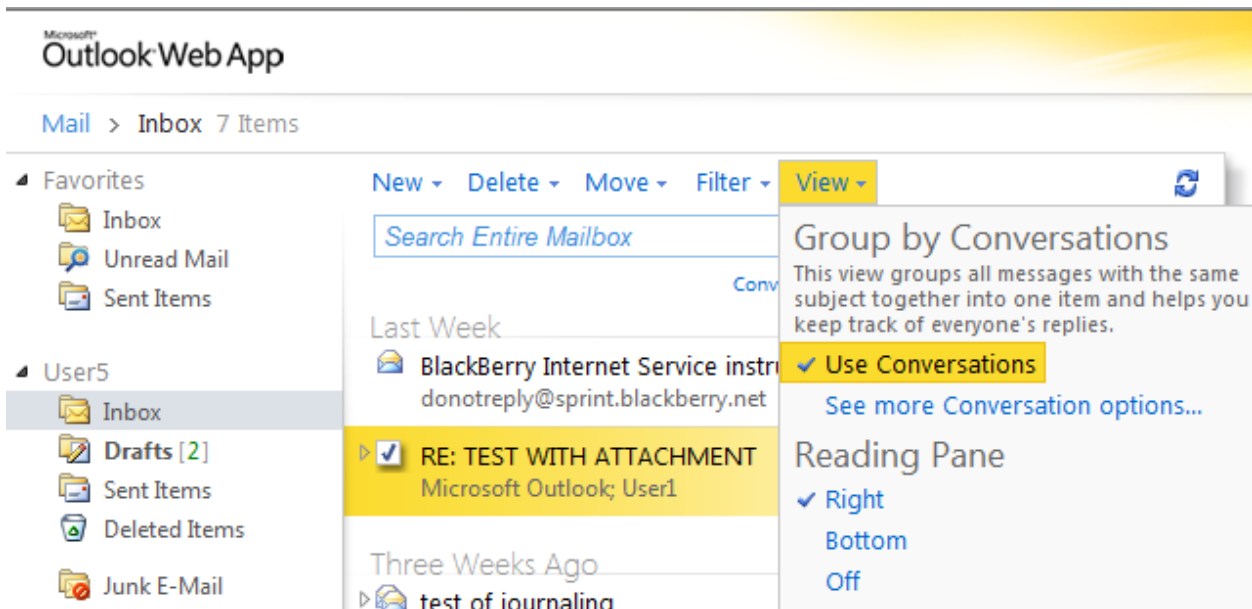 Microsoft®
Outlook Web App
Mail > Inbox 7 Items
Favorites
Inbox
Unread Mail
Sent Items
User5
Inbox
Drafts [2]
Sent Items
Deleted Items
Junk E-Mail
New Delete Move Filter View
Search Entire Mailbox
Last Week
BlackBerry Internet Service
donotreply@sprint.blackberry.net
RE: TEST WITH ATTACHMENT
Microsoft Outlook; User1
Three Weeks Ago
test of journaling
Group by Conversations
This view groups all messages with the same
subject together into one item and helps you
keep track of everyone's replies.
Use Conversations
See more Conversation options...
Reading Pane
Right
Bottom
Off